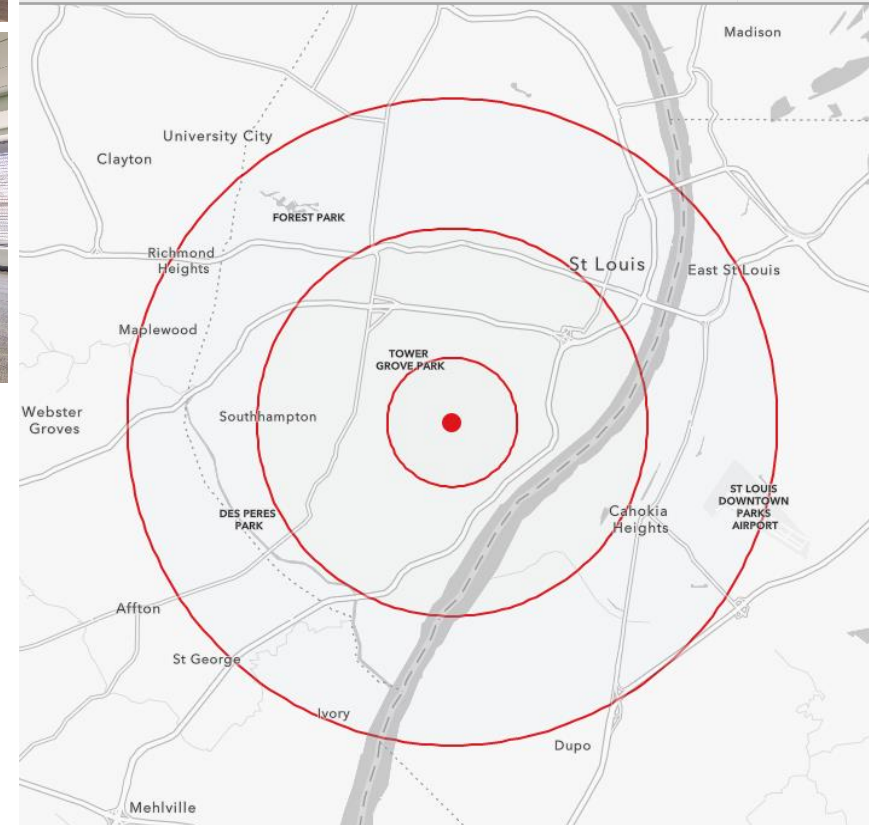 Madison
University City
Clayton
FOREST PARK
Richmond
Heights
St Louis
East St Louis
Maplewood
TOWER
GROVE PARK
Webster
Groves
Southhampton
ST LOUIS
DOWNTOWN
PARKS
AIRPORT
DES PERES
PARK
Cahokia
Heights
Affton
St George
Ivory
Dupo
Mehlville